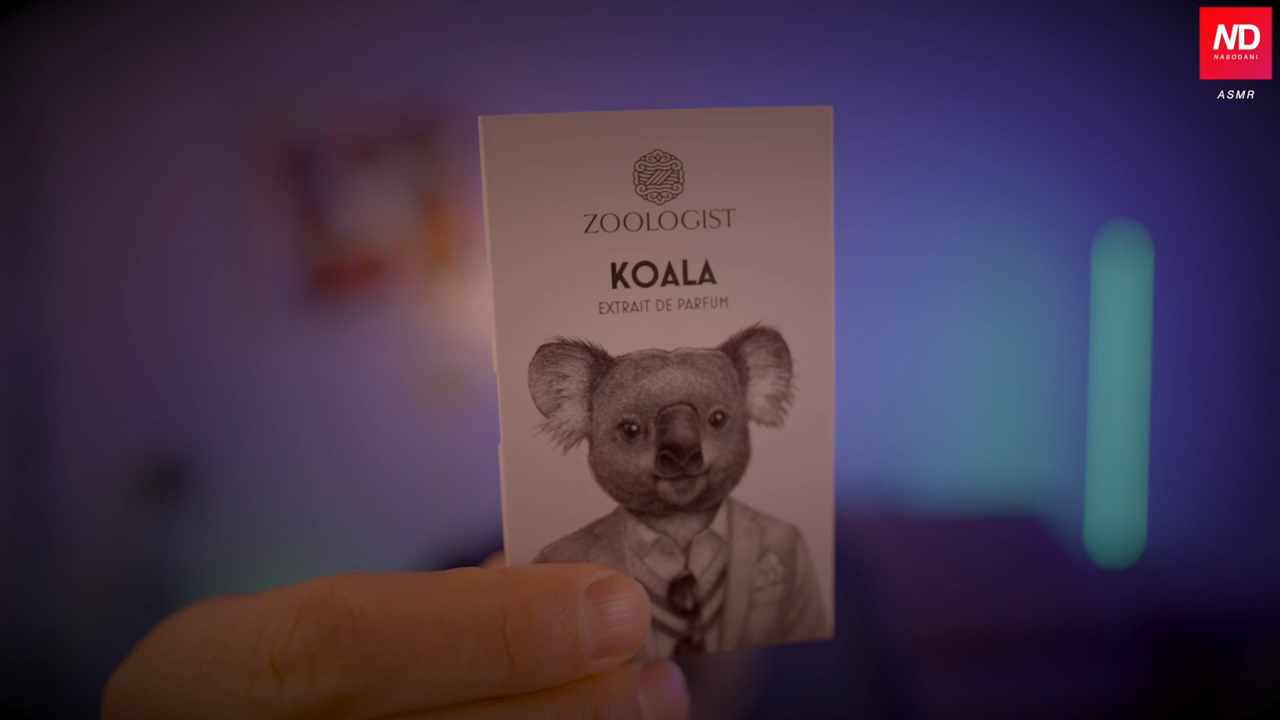 ND
NASODANI
ASMR
ZOOLOGIST
KOALA
EXTRAIT DE PARFUM